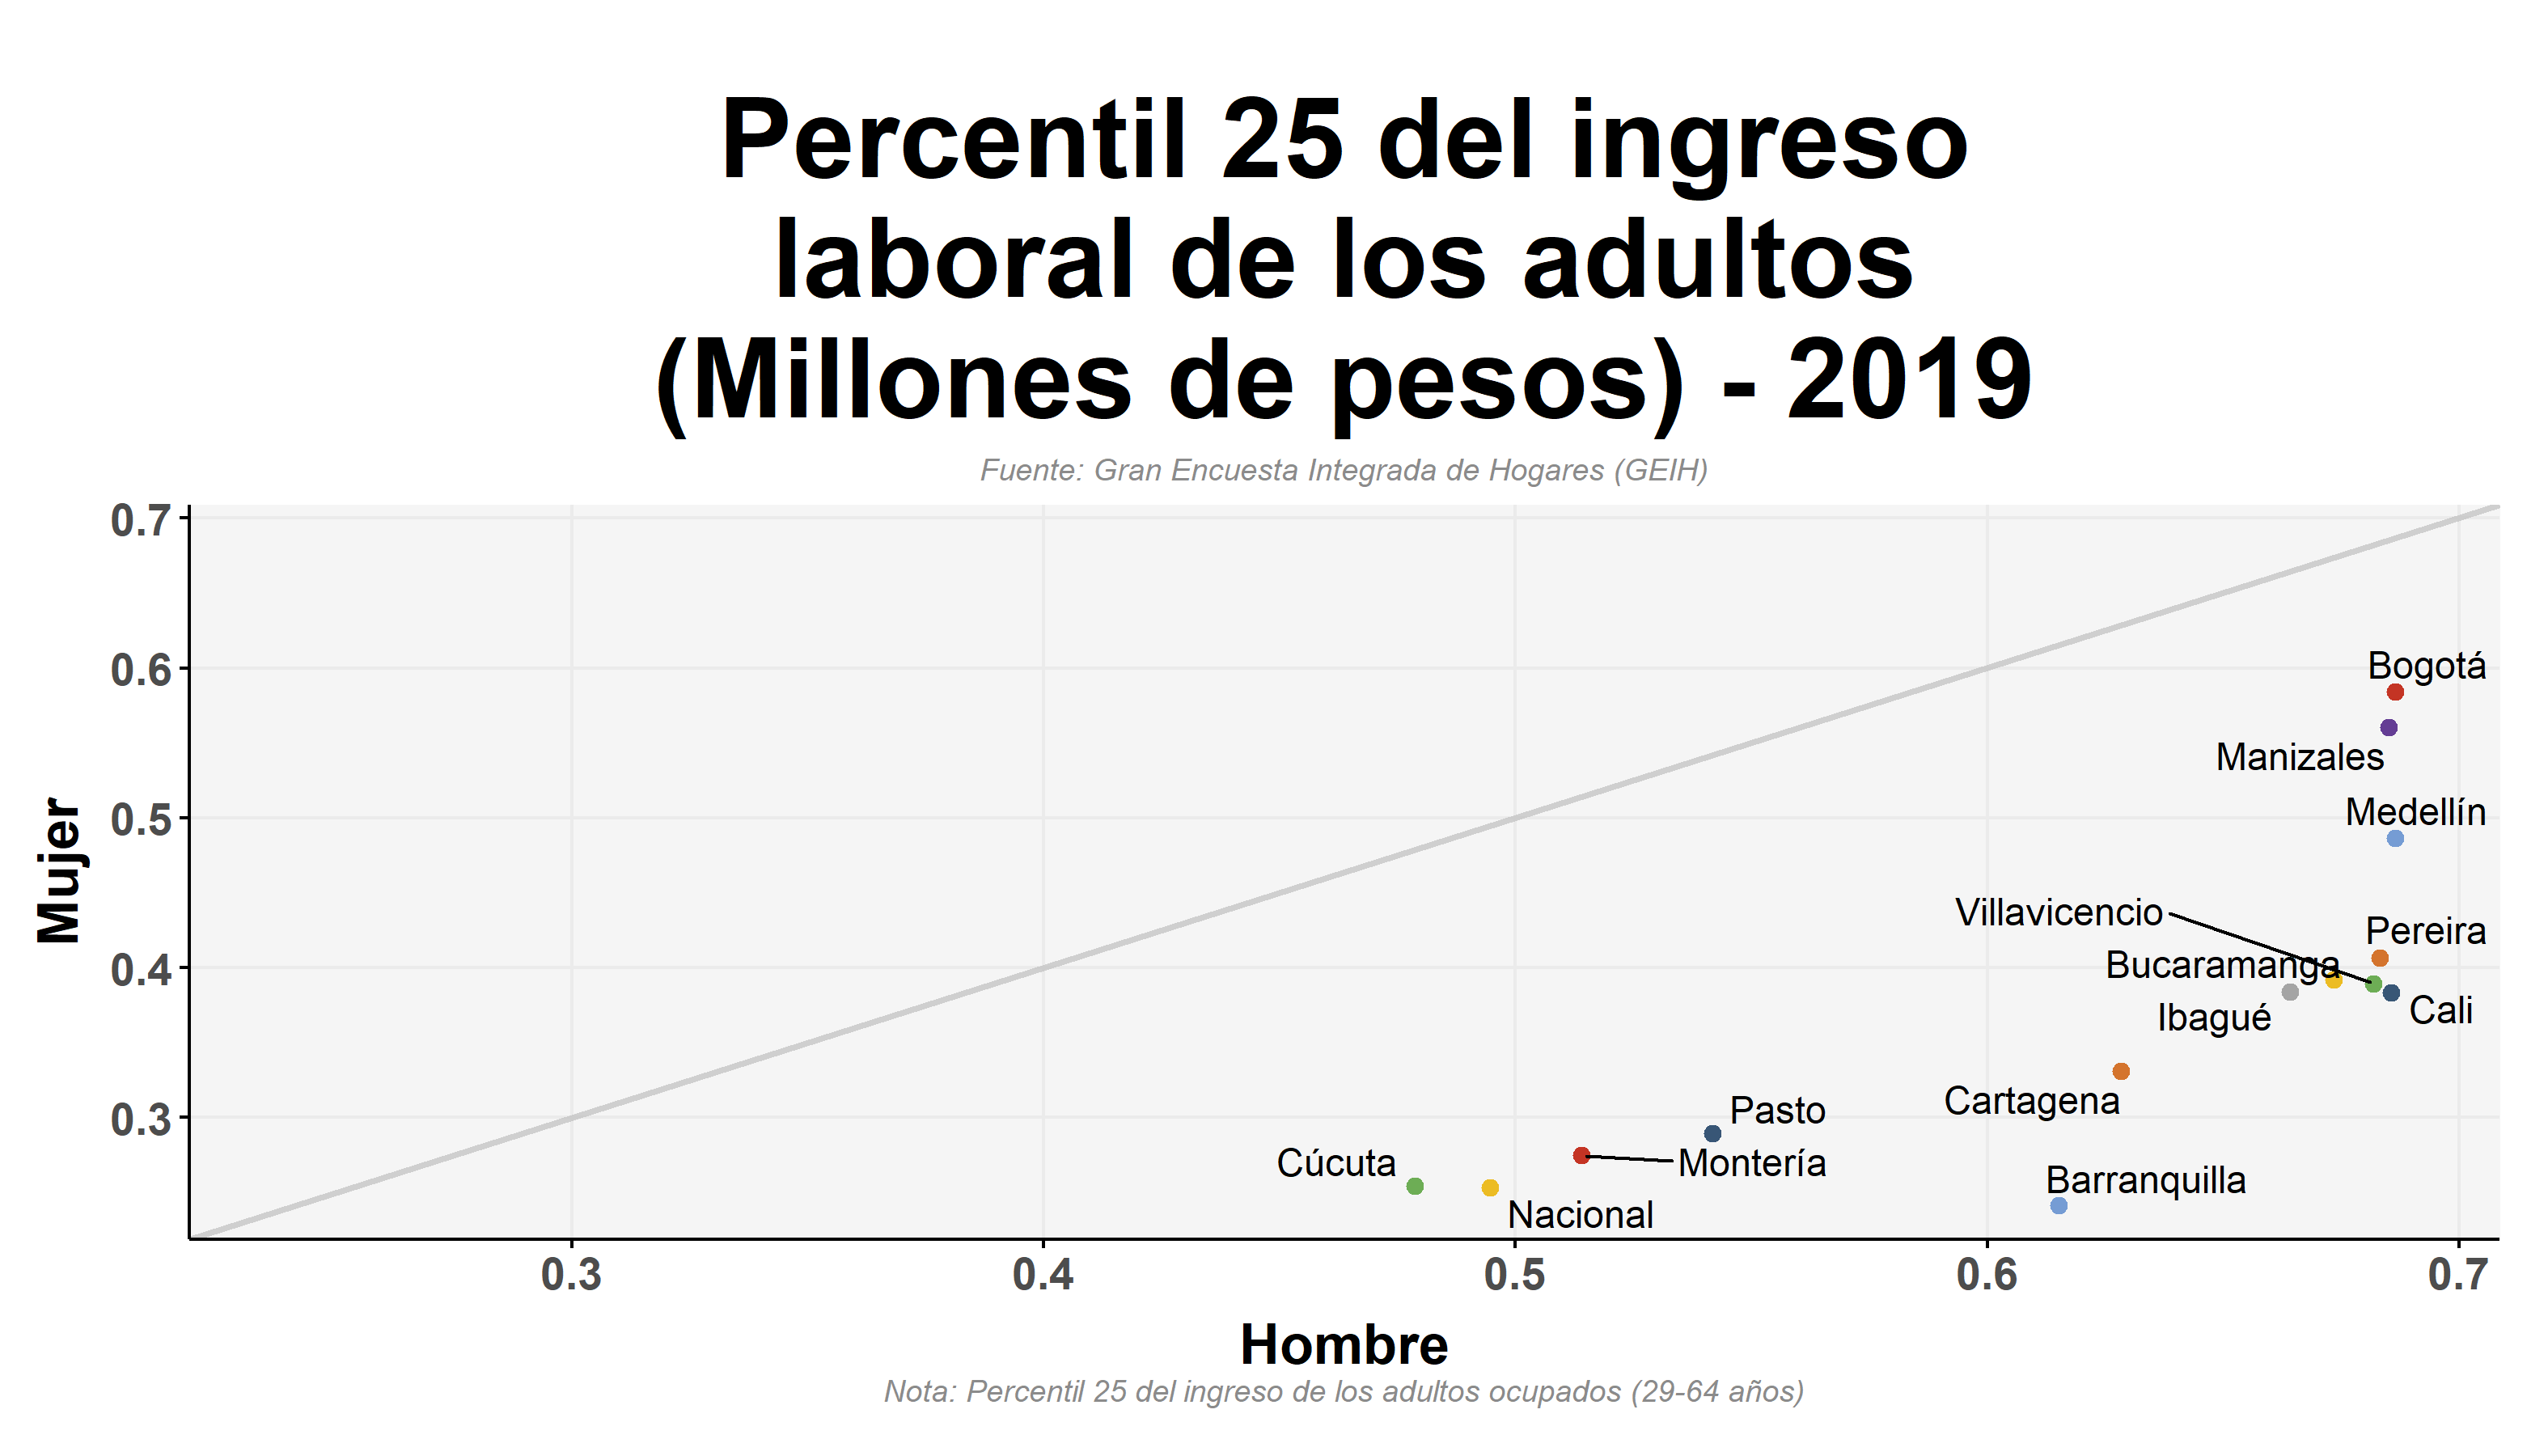 Percentil 25 del ingreso
laboral de los adultos
(Millones de pesos) - 2019
Fuente: Gran Encuesta Integrada de Hogares (GEIH)
0.7
0.6
0.5
0.4
0.3
Mujer
Bogotá
Manizales
Medellín
Villavicencio
Pereira
Bucaramanga
Cali
Ibagué
Cartagena
Pasto
Cúcuta
Montería
Barranquilla
Nacional
0.3
0.4
0.5
0.6
0.7
Hombre
Nota: Percentil 25 del ingreso de los adultos ocupados (29-64 años)